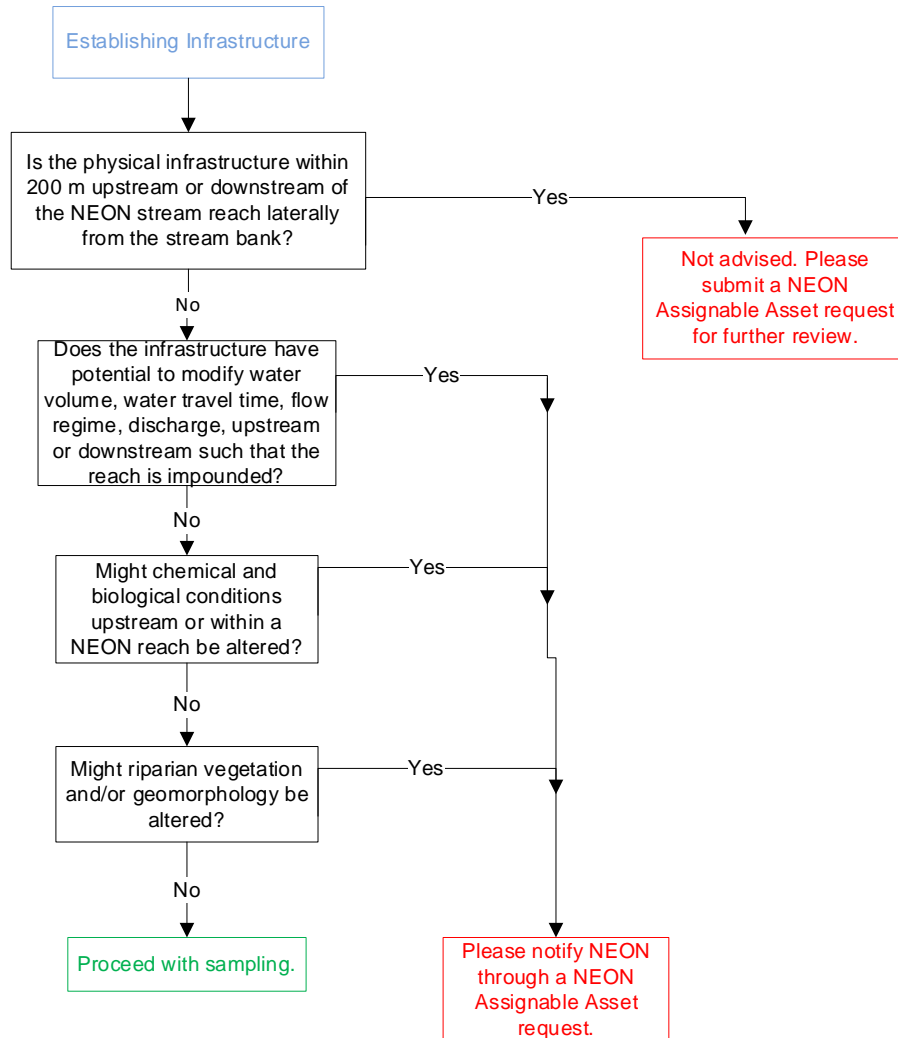 Establishing Infrastructure
Is the physical infrastructure within
200 m upstream or downstream of
the NEON stream reach laterally
from the stream bank?
Yes
Not advised. Please
submit a NEON
Assignable Asset request
for further review.
No
Does the infrastructure have
potential to modify water
volume, water travel time, flow
regime, discharge, upstream
or downstream such that the
reach is impounded?
Yes
No
Might chemical and
biological conditions
upstream or within a
NEON reach be altered?
Yes
No
Might riparian vegetation
and/or geomorphology be
altered?
Yes
No
Proceed with sampling.
Please notify NEON
through a NEON
Assignable Asset
request.